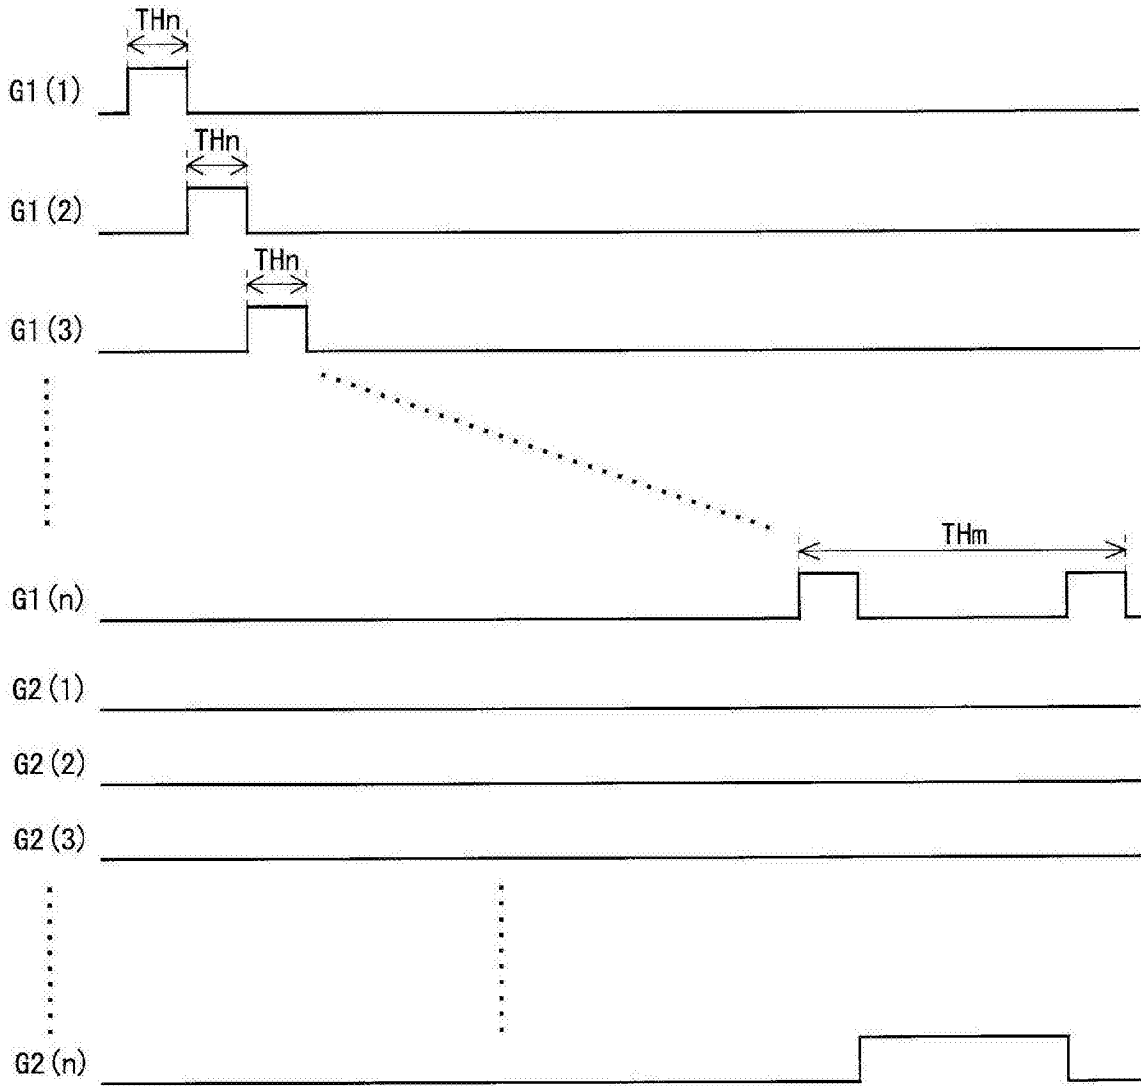 THn
G1(1)
THn
G1(2)
THn
G1(3)
THm
G1(n)
G2(1)
G2(2)
G2(3)
G2(n)